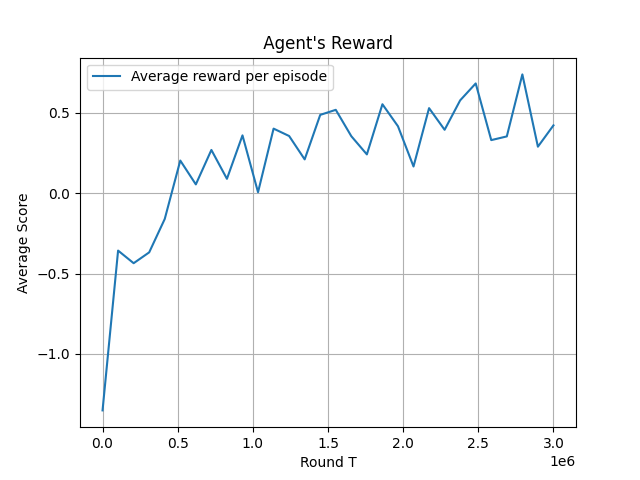 Agent's Reward
Average reward per episode
Average Score
0.5
0.0
−0.5
−1.0
0.0 0.5 1.0 1.5 2.0 2.5 3.0
1e6
Round T